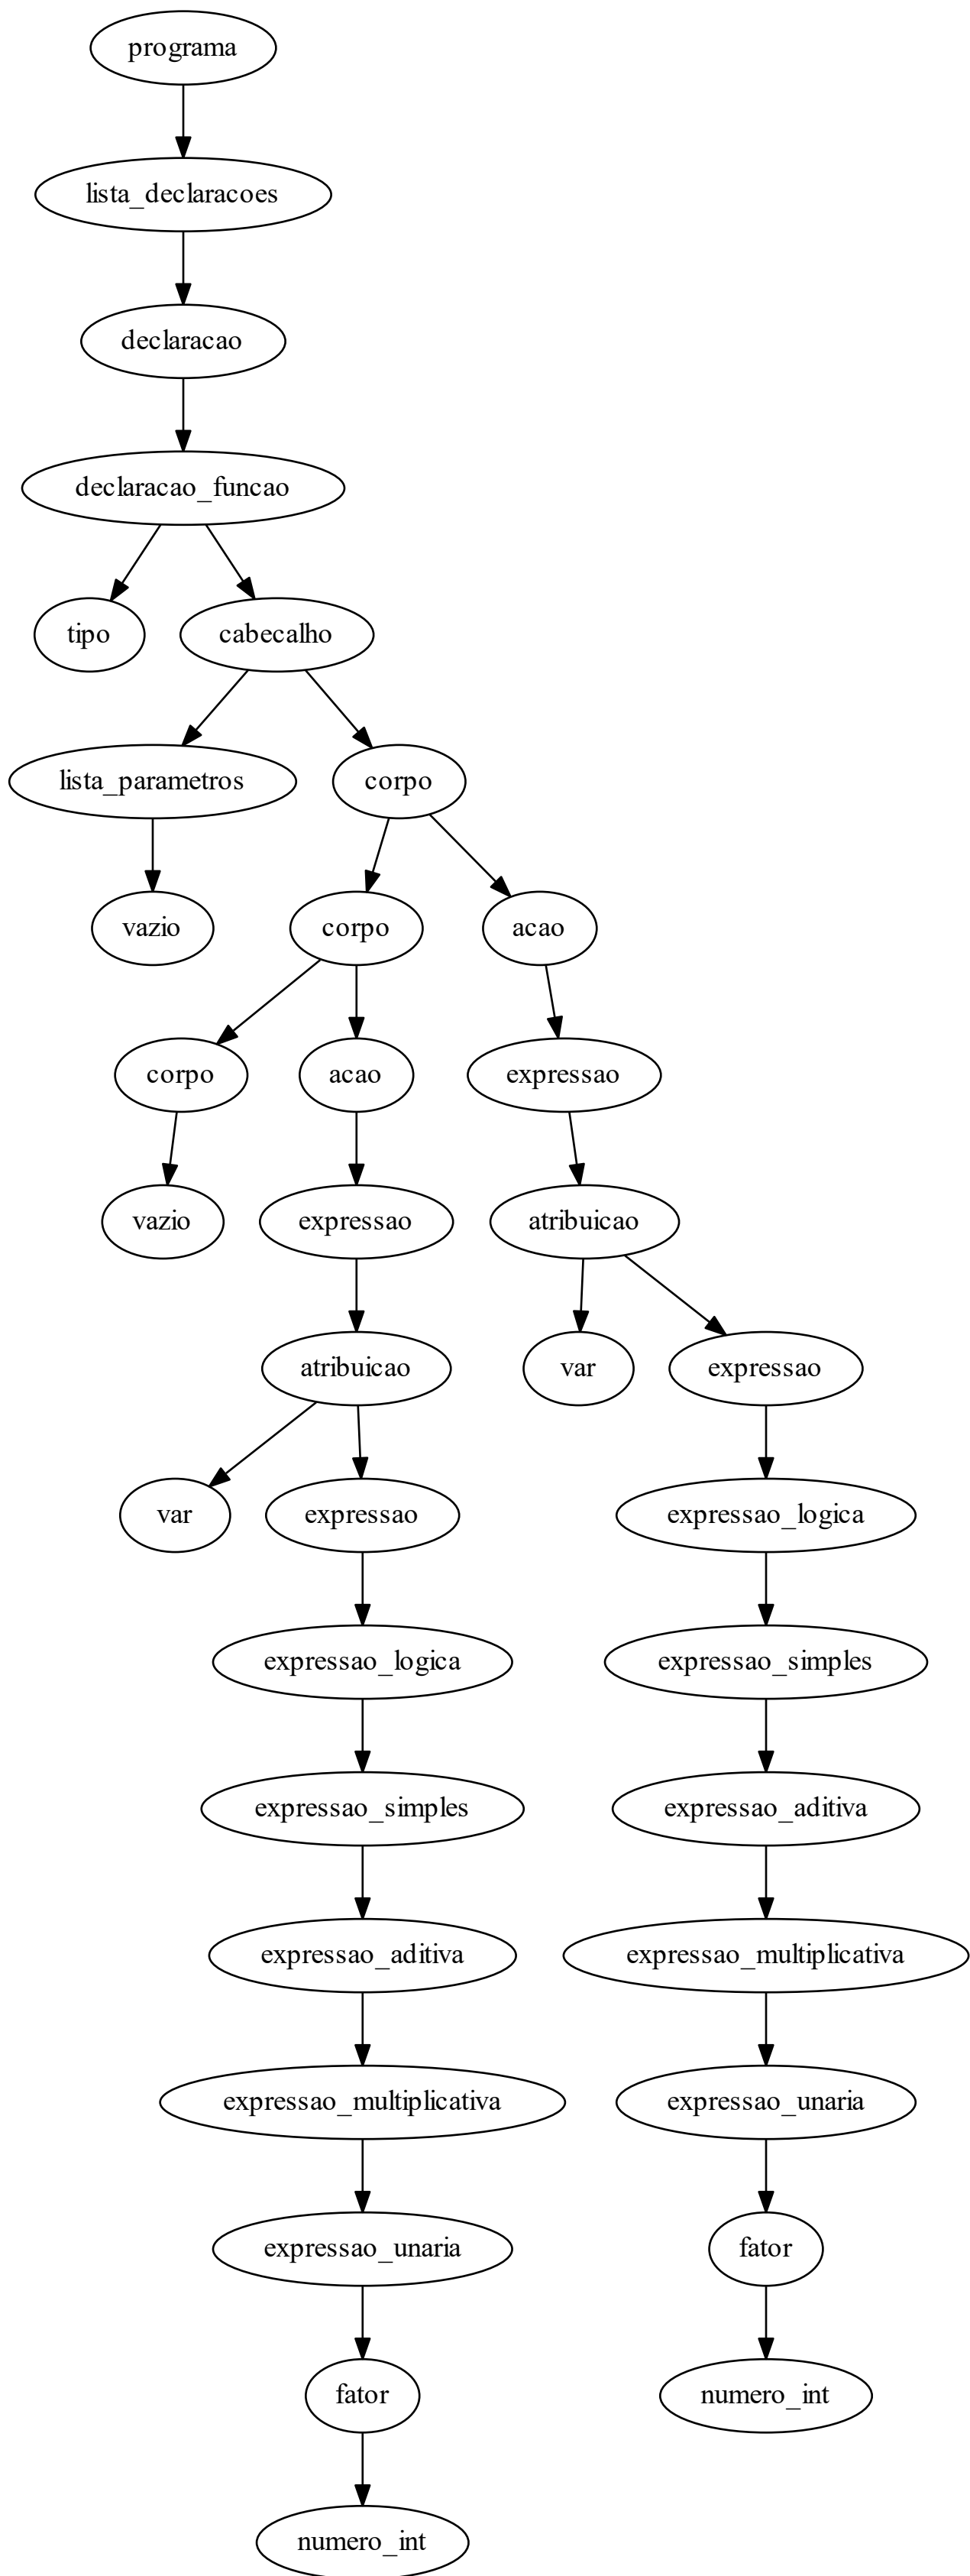 programa
lista_declaracoes
declaracao
declaracao_funcao
tipo
cabecalho
lista_parametros
corpo
vazio
corpo
acao
corpo
acao
expressao
vazio
expressao
atribuicao
atribuicao
var
expressao
var
expressao
expressao_logica
expressao_logica
expressao_simples
expressao_simples
expressao_aditiva
expressao_aditiva
expressao_multiplicativa
expressao_multiplicativa
expressao_unaria
expressao_unaria
fator
fator
numero_int
numero_int